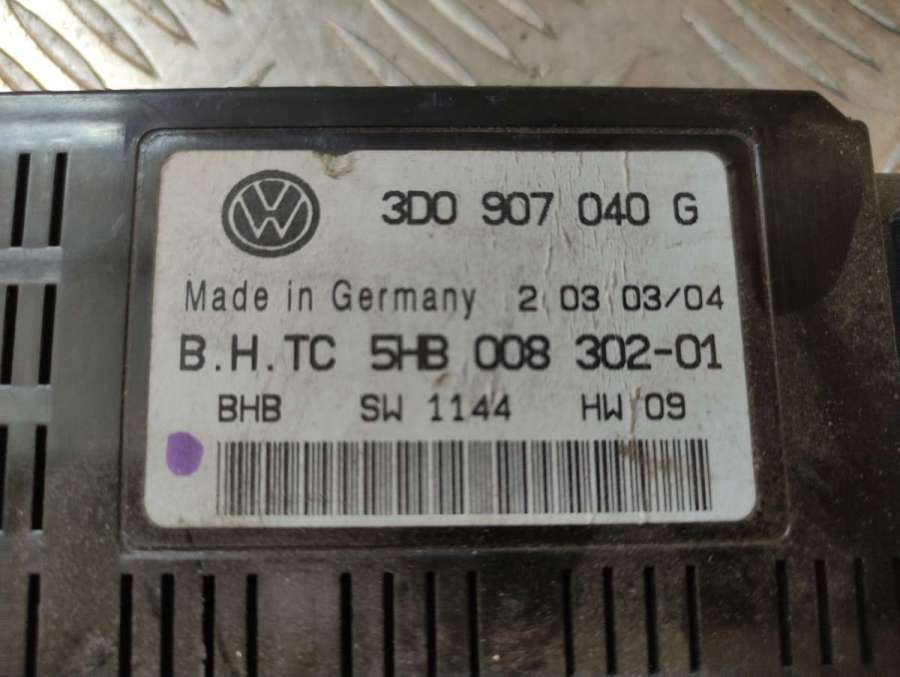 3D0 907 040 G
Made in Germany 2 03 03/04
B.H.TC 5HB 008 302-01
BHB SW 1144 HW 09